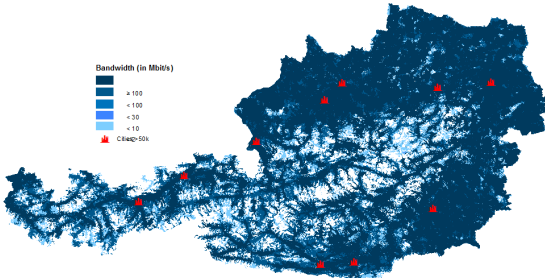 Bandwidth (in Mbit/s)
≥ 100
< 100
< 30
< 10
Cities>50k